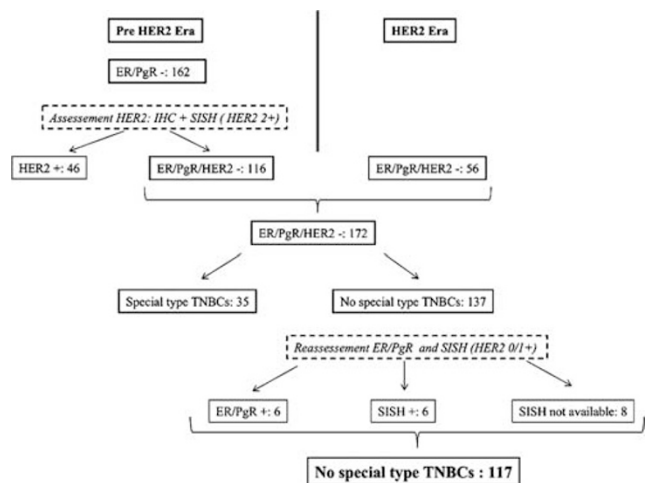 Pre HER2 Era
HER2 Era
ER/PgR -: 162
Assessement HER2: IHC + SISH ( HER2 2+)
HER2 +: 46
ER/PgR/HER2 -: 116
ER/PgR/HER2 -: 56
ER/PgR/HER2 -: 172
Special type TNBCs: 35
No special type TNBCs: 137
Reassessement ER/PgR and SISH (HER2 0/1+)
ER/PgR +: 6
SISH +: 6
SISH not available: 8
No special type TNBCs : 117